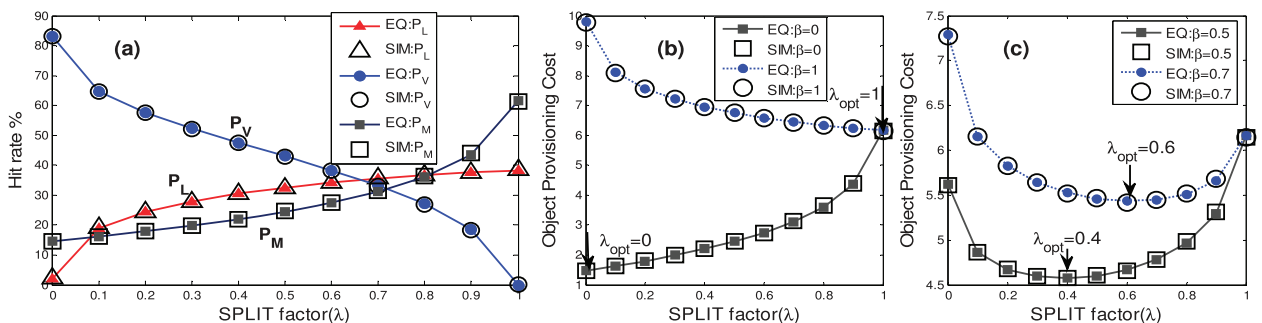 (a)
EQ:P_L
SIM:P_L
EQ:P_V
SIM:P_V
EQ:P_M
SIM:P_M
P_V
P_L
P_M
Hit rate %
90
80
70
60
50
40
30
20
10
0
0 0.1 0.2 0.3 0.4 0.5 0.6 0.7 0.8 0.9
SPLIT factor(λ)
(b)
EQ:β=0
SIM:β=0
EQ:β=1
SIM:β=1
λopt=1
λopt=0
Object Provisioning Cost
10
9
8
7
6
5
4
3
2
1
0 0.2 0.4 0.6 0.8 1
SPLIT factor(λ)
(c)
EQ:β=0.5
SIM:β=0.5
EQ:β=0.7
SIM:β=0.7
λopt=0.6
λopt=0.4
Object Provisioning Cost
7.5
7
6.5
6
5.5
5
4.5
0 0.2 0.4 0.6 0.8 1
SPLIT factor(λ)